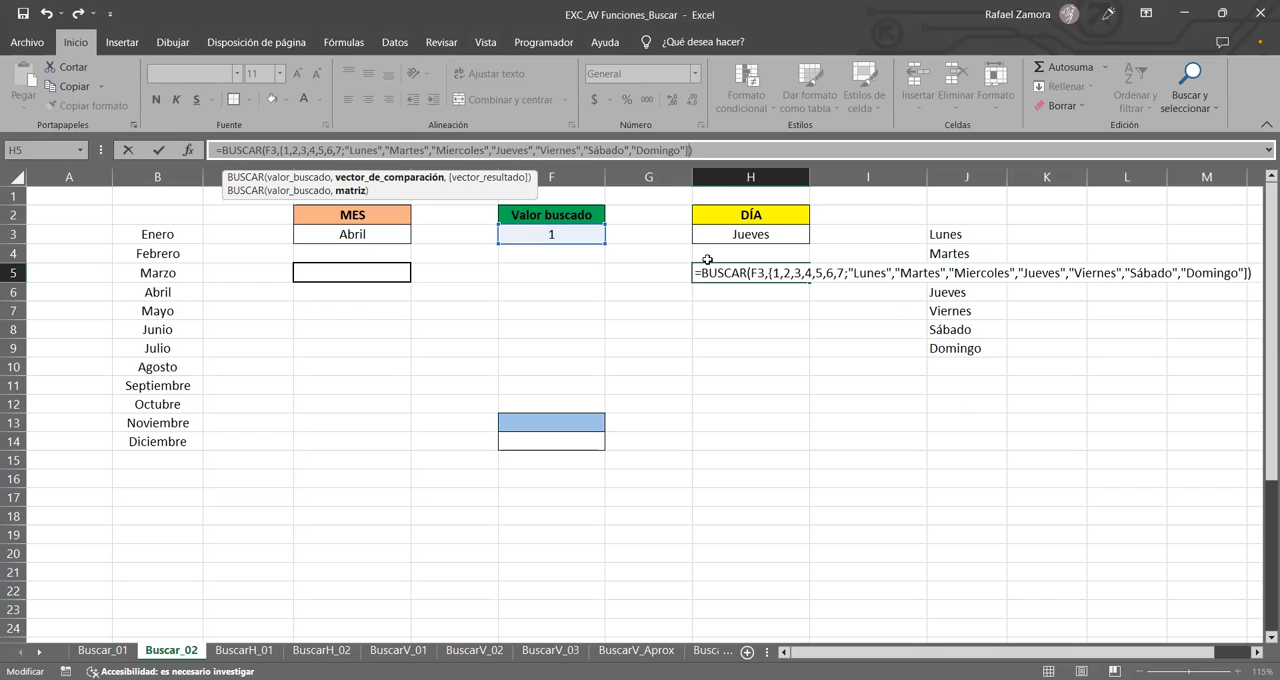 EXC_AV Funciones_Buscar - Excel
Rafael Zamora
Archivo Inicio Insertar Dibujar Disposición de página Fórmulas Datos Revisar Vista Programador Ayuda ¿Qué desea hacer?
Pegar
Cortar
Copiar
Copiar formato
Portapapeles
11
N K S
Fuente
Ajustar texto
Combinar y centrar
Alineación
General
$ % 000
Número
Formato condicional
Dar formato como tabla
Estilos de celda
Estilos
Insertar Eliminar Formato
Celdas
Autosuma
Rellenar
Borrar
Ordenar y filtrar
Buscar y seleccionar
Edición
H5
fx
=BUSCAR(F3,{1,2,3,4,5,6,7;"Lunes","Martes","Miercoles","Jueves","Viernes","Sábado","Domingo"})
BUSCAR(valor_buscado, vector_de_comparación, [vector_resultado])
BUSCAR(valor_buscado, matriz)
A B F G H I J K L M
1
2 MES Valor buscado DÍA
3 Enero Abril 1 Jueves Lunes
4 Febrero Martes
5 Marzo =BUSCAR(F3,{1,2,3,4,5,6,7;"Lunes","Martes","Miercoles","Jueves","Viernes","Sábado","Domingo"})
6 Abril Jueves
7 Mayo Viernes
8 Junio Sábado
9 Julio Domingo
10 Agosto
11 Septiembre
12 Octubre
13 Noviembre
14 Diciembre
15
16
17
18
19
20
21
22
23
24
Buscar_01 Buscar_02 BuscarH_01 BuscarH_02 BuscarV_01 BuscarV_02 BuscarV_03 BuscarV_Aprox Buscː ...
Modificar Accesibilidad: es necesario investigar 115%